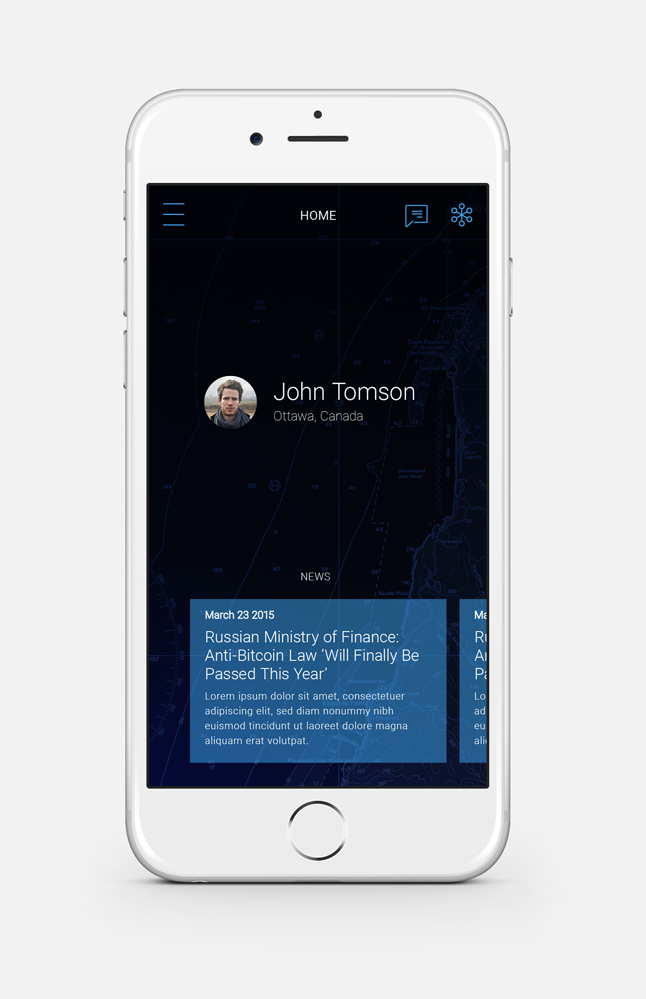 HOME
John Tomson
Ottawa, Canada
NEWS
March 23 2015
Russian Ministry of Finance:
Anti-Bitcoin Law ‘Will Finally Be
Passed This Year’
Lorem ipsum dolor sit amet, consectetuer
adipiscing elit, sed diam nonummy nibh
euismod tincidunt ut laoreet dolore magna
aliquam erat volutpat.
Ma
Ru
An
Pa
Lo
ad
eu
ali